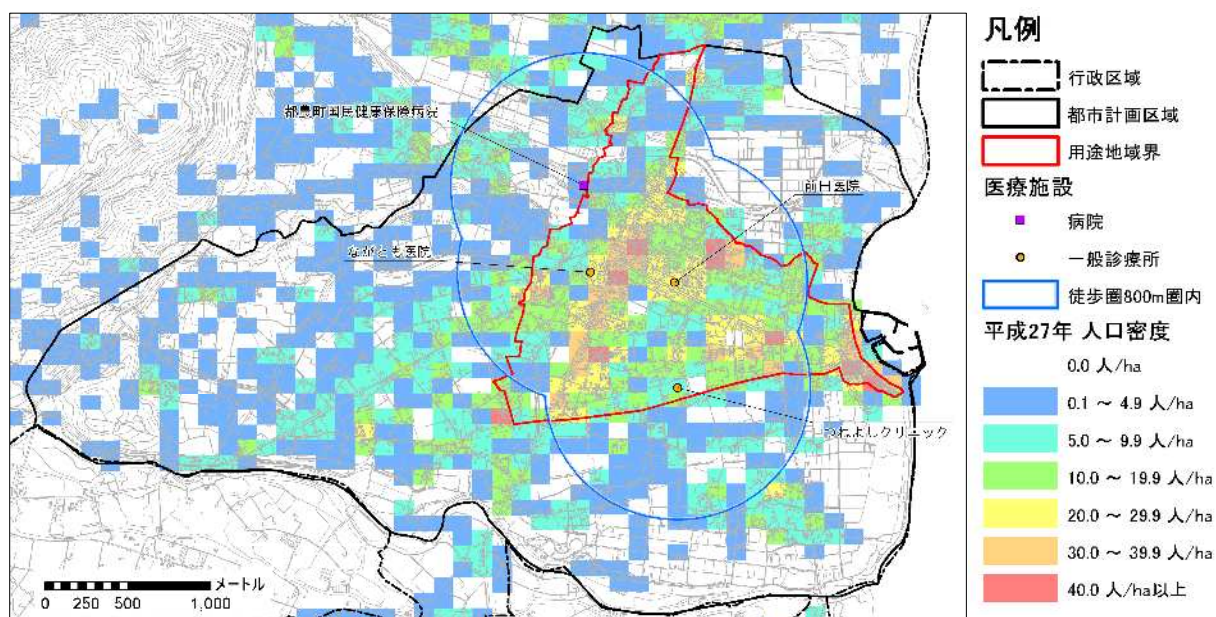 都農町国民健康保険病院
前田医院
ながとも医院
つねよしクリニック
メートル
0 250 500 1,000
凡例
行政区域
都市計画区域
用途地域界
医療施設
病院
一般診療所
徒歩圏800m圏内
平成27年 人口密度
0.0 人/ha
0.1 ~ 4.9 人/ha
5.0 ~ 9.9 人/ha
10.0 ~ 19.9 人/ha
20.0 ~ 29.9 人/ha
30.0 ~ 39.9 人/ha
40.0 人/ha以上